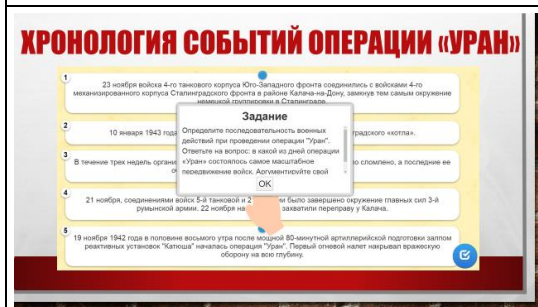 ХРОНОЛОГИЯ СОБЫТИЙ ОПЕРАЦИИ «УРАН»
1
23 ноября войска 4-го танкового корпуса Юго-Западного фронта соединились с войсками 4-го
механизированного корпуса Сталинградского фронта в районе Калача-на-Дону, замкнув тем самым окружение
немецкой группировки в Сталинграде.
Задание
Определите последовательность военных
действий при проведении операции "Уран".
Ответьте на вопрос: в какой из дней операции
«Уран» состоялось самое масштабное
передвижение войск. Аргументируйте свой
OK
2
10 января 1943 года градского «котла».
3
В течение трех недель органи о сломлено, а последние ее
4
21 ноября, соединениями войск 5-й танковой и 2 и было завершено окружение главных сил 3-й
румынской армии. 22 ноября на захватили переправу у Калача.
5
19 ноября 1942 года в половине восьмого утра после мощной 80-минутной артиллерийской подготовки залпом
реактивных установок "Катюша" началась операция "Уран". Первый огневой налет накрывал вражескую
оборону на всю глубину.